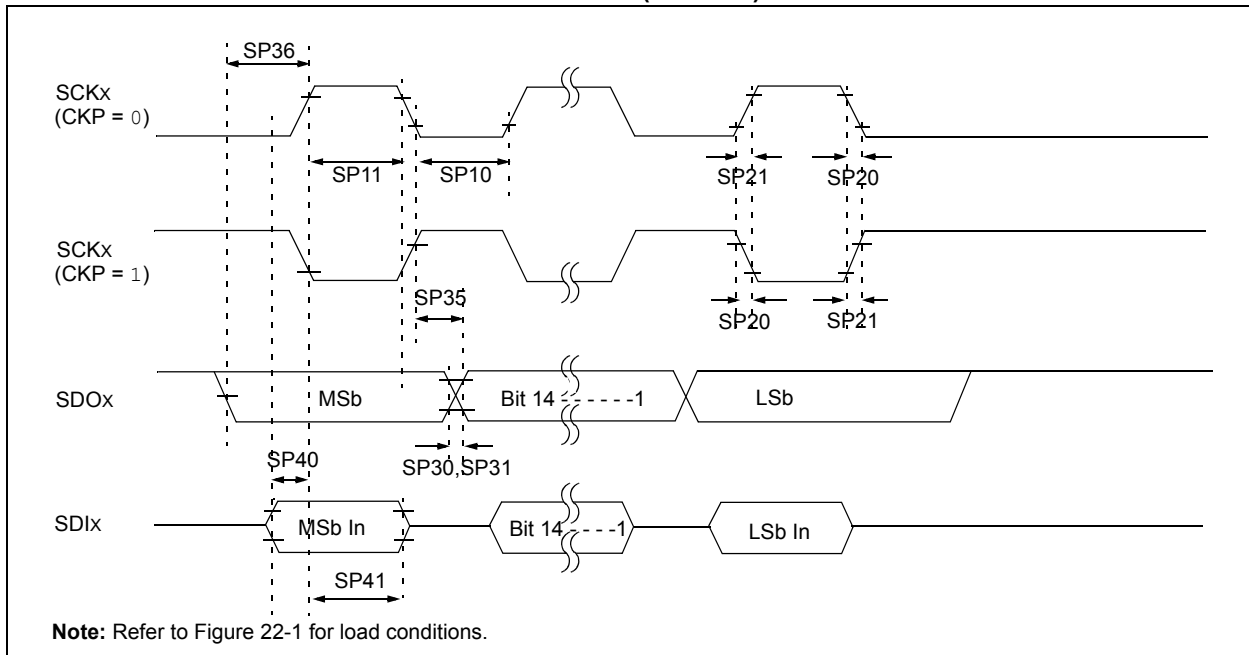 SP36
SCKx
(CKP = 0)
SP11
SP10
SP21
SP20
SCKx
(CKP = 1)
SP35
SP20
SP21
SDOx
MSb
Bit 14 - - - - - -1
LSb
SP40
SP30,SP31
SDIx
MSb In
Bit 14 - - - -1
LSb In
SP41
Note: Refer to Figure 22-1 for load conditions.